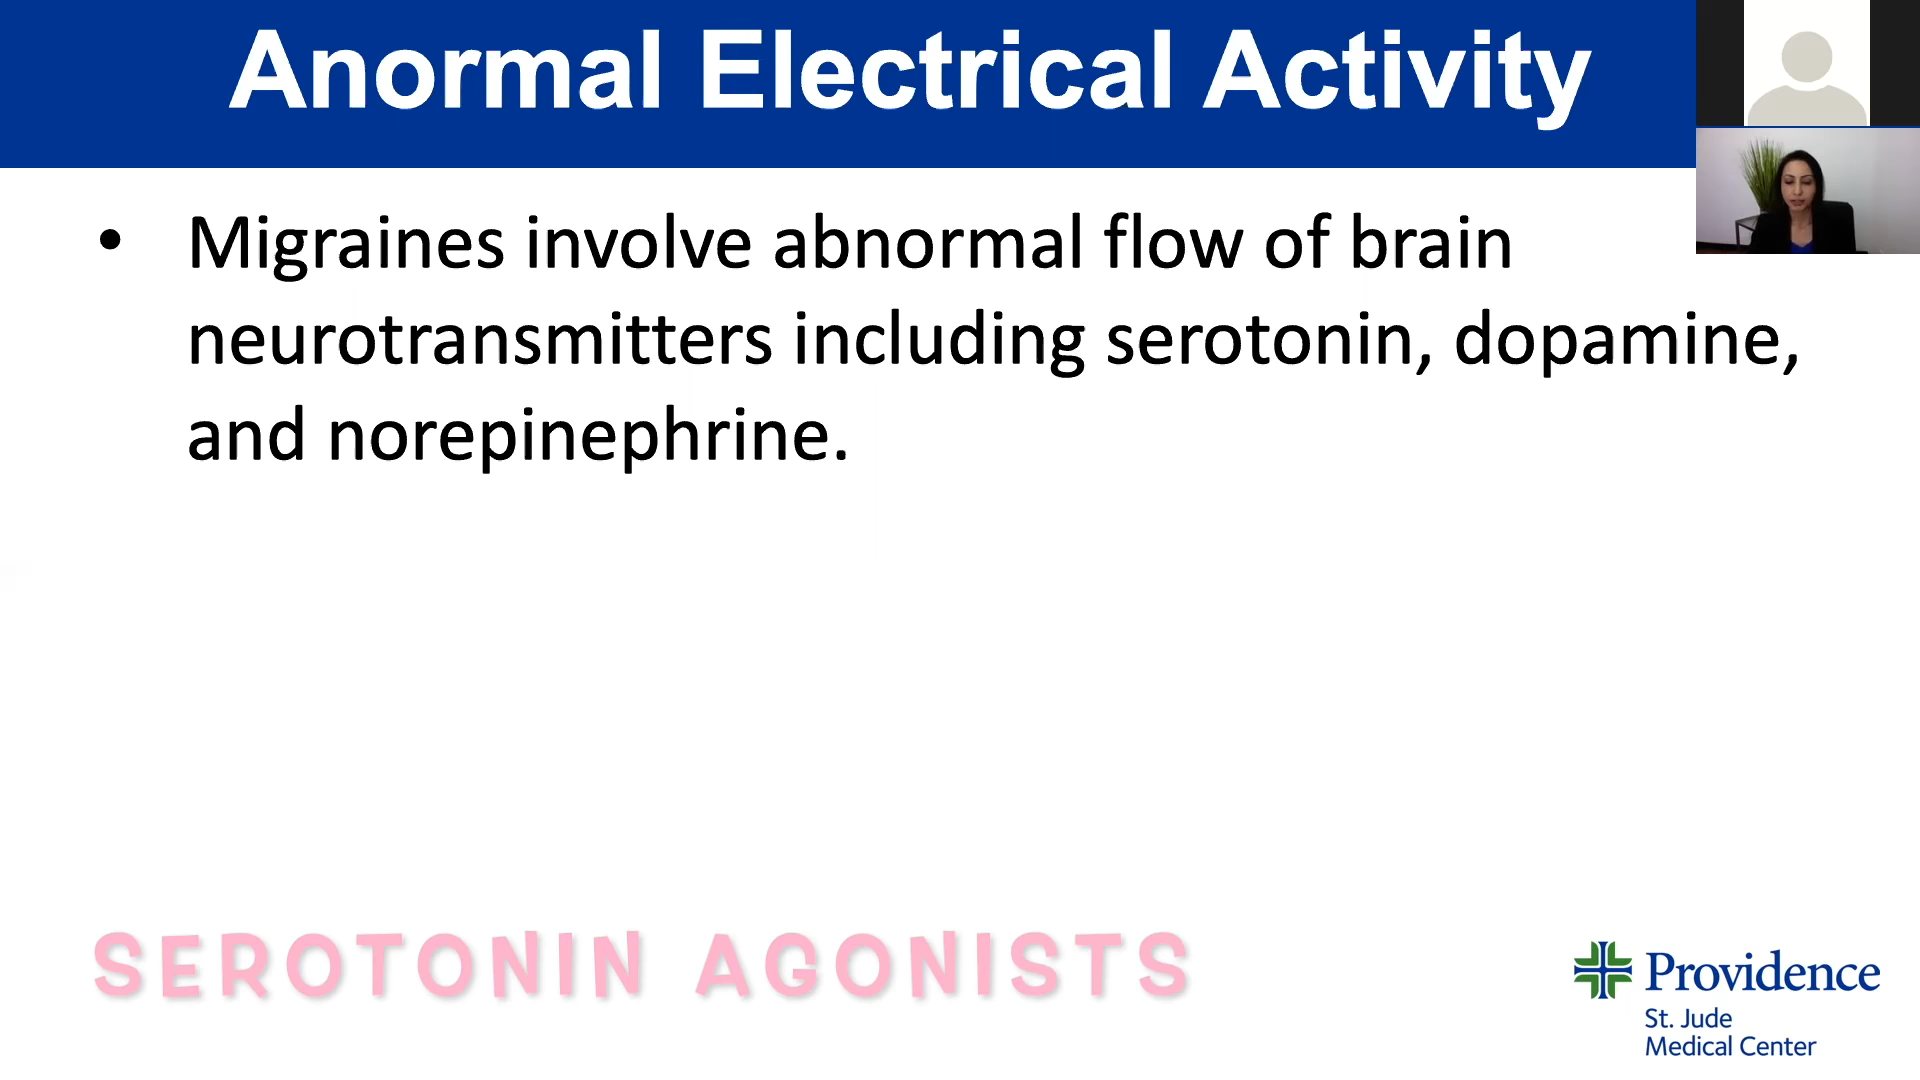 Anormal Electrical Activity
• Migraines involve abnormal flow of brain
neurotransmitters including serotonin, dopamine,
and norepinephrine.
SEROTONIN AGONISTS
Providence
St. Jude
Medical Center